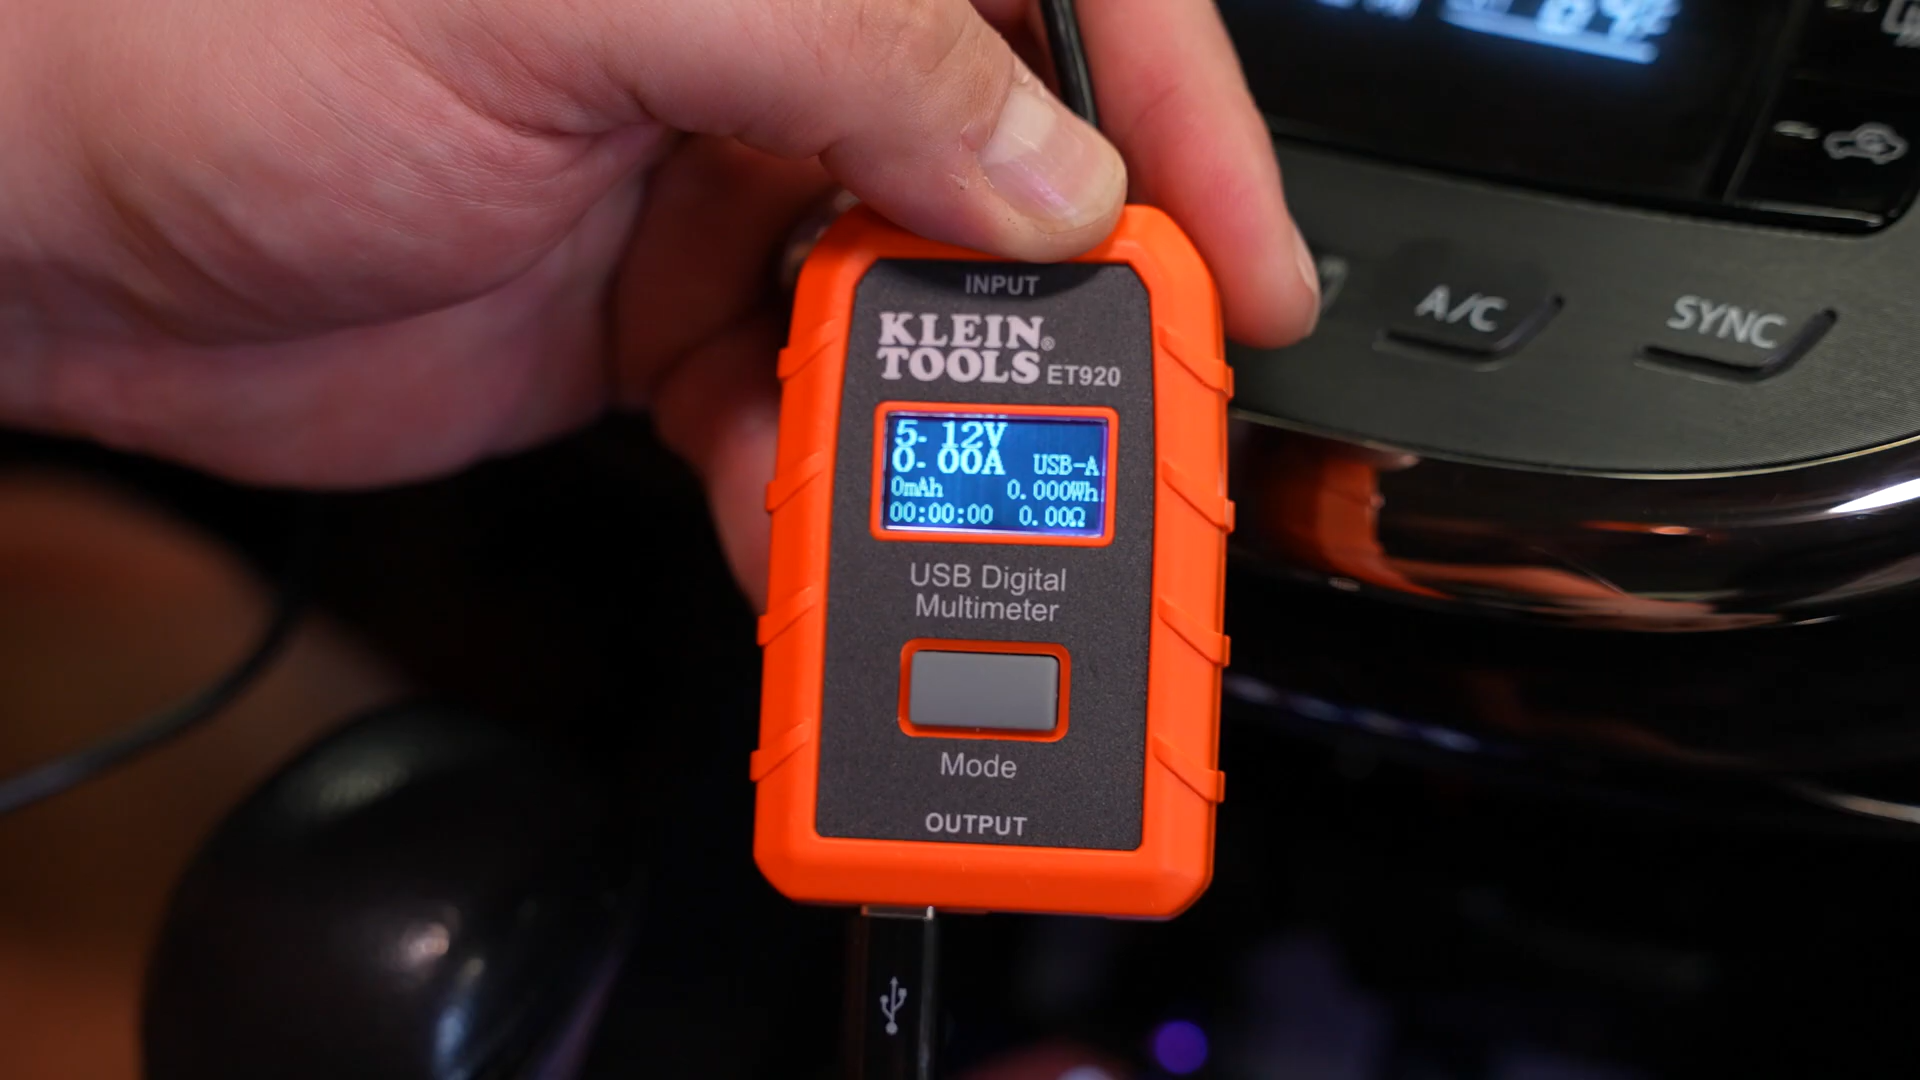 INPUT
KLEIN
TOOLS® ET920
5.12V
0.00A USB-A
0mAh 0.000Wh
00:00:00 0.00Ω
USB Digital
Multimeter
Mode
OUTPUT
A/C
SYNC